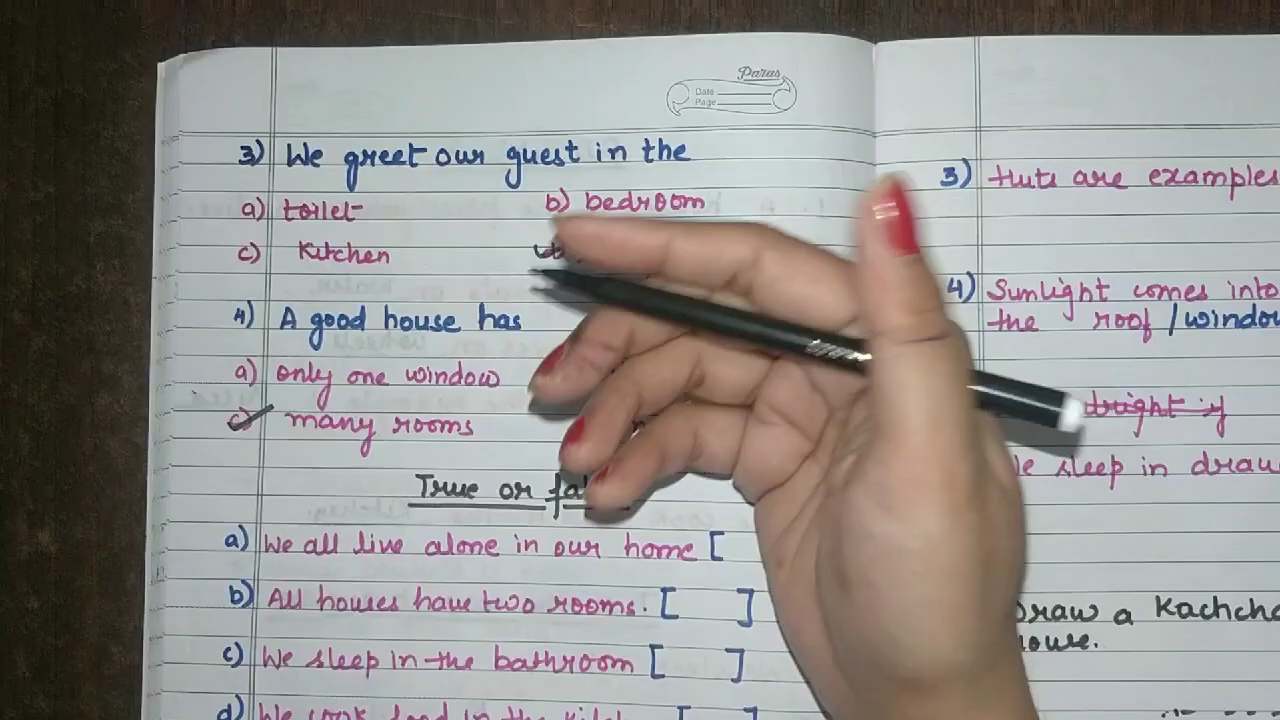 Paras
Date
Page
3) We greet our guest in the
a) toilet
b) bedroom
c) Kitchen
4) A good house has
a) only one window
c) many rooms
True or
a) We all live alone in our home [
b) All houses have two rooms. [ ]
c) We sleep in the bathroom [ ]
d)
3) Huts are examples
4) Sunlight comes into
the roof / window
bright if
sleep in
Draw a Kachcha
house.